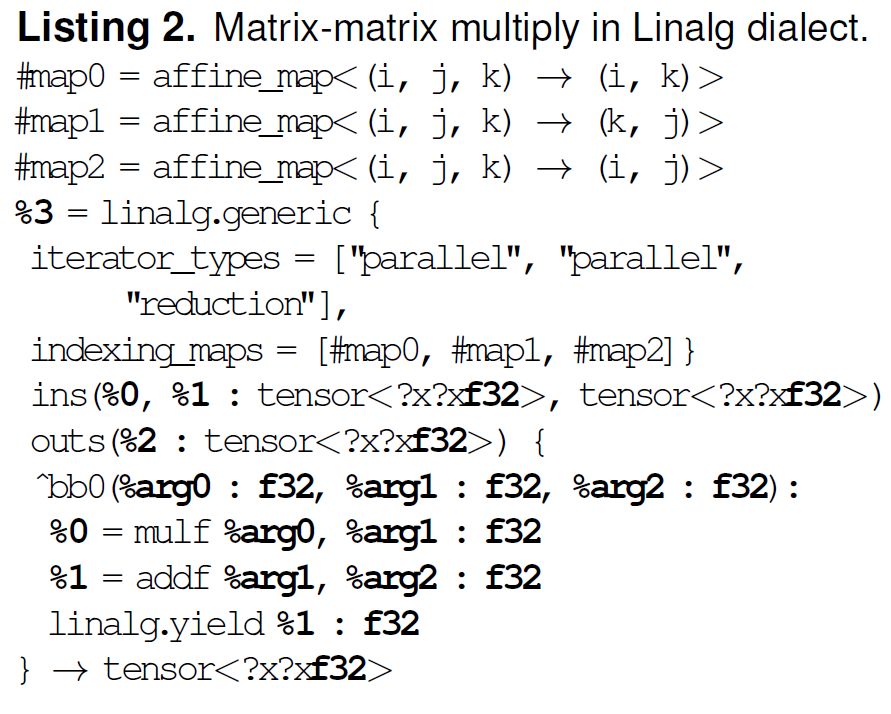 Listing 2. Matrix-matrix multiply in Linalg dialect.
#map0 = affine_map<(i, j, k) → (i, k)>
#map1 = affine_map<(i, j, k) → (k, j)>
#map2 = affine_map<(i, j, k) → (i, j)>
%3 = linalg.generic {
iterator_types = ["parallel", "parallel",
"reduction"],
indexing_maps = [#map0, #map1, #map2]}
ins(%0, %1 : tensor<?x?xf32>, tensor<?x?xf32>)
outs(%2 : tensor<?x?xf32>) {
^bb0(%arg0 : f32, %arg1 : f32, %arg2 : f32):
%0 = mulf %arg0, %arg1 : f32
%1 = addf %arg1, %arg2 : f32
linalg.yield %1 : f32
} → tensor<?x?xf32>